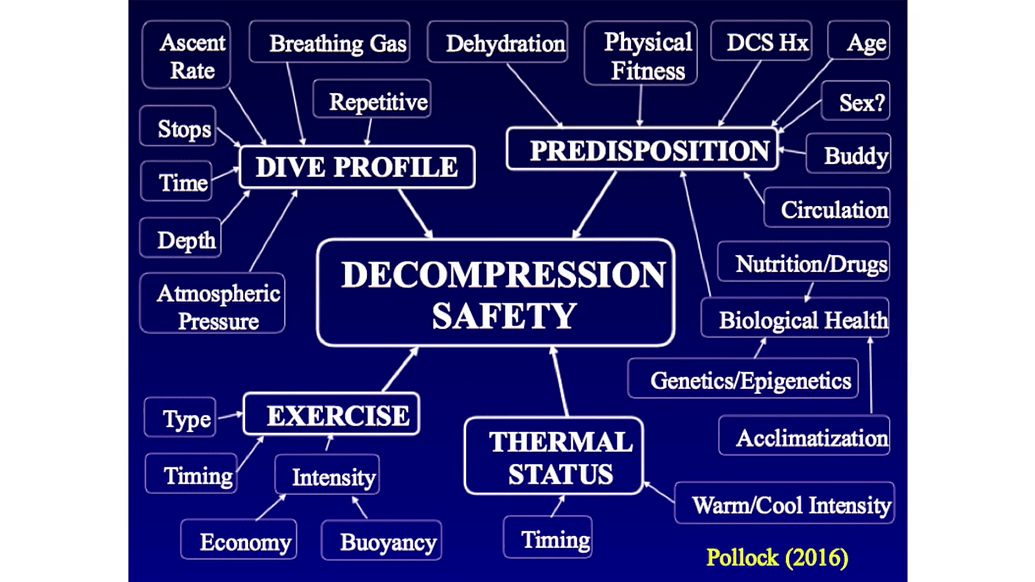 Ascent
Rate
Breathing Gas
Dehydration
Physical
Fitness
DCS Hx
Age
Repetitive
Sex?
Stops
DIVE PROFILE
PREDISPOSITION
Buddy
Time
Circulation
Depth
Nutrition/Drugs
DECOMPRESSION
SAFETY
Atmospheric
Pressure
Biological Health
Genetics/Epigenetics
Type
EXERCISE
THERMAL
STATUS
Acclimatization
Timing
Intensity
Warm/Cool Intensity
Economy
Buoyancy
Timing
Pollock (2016)